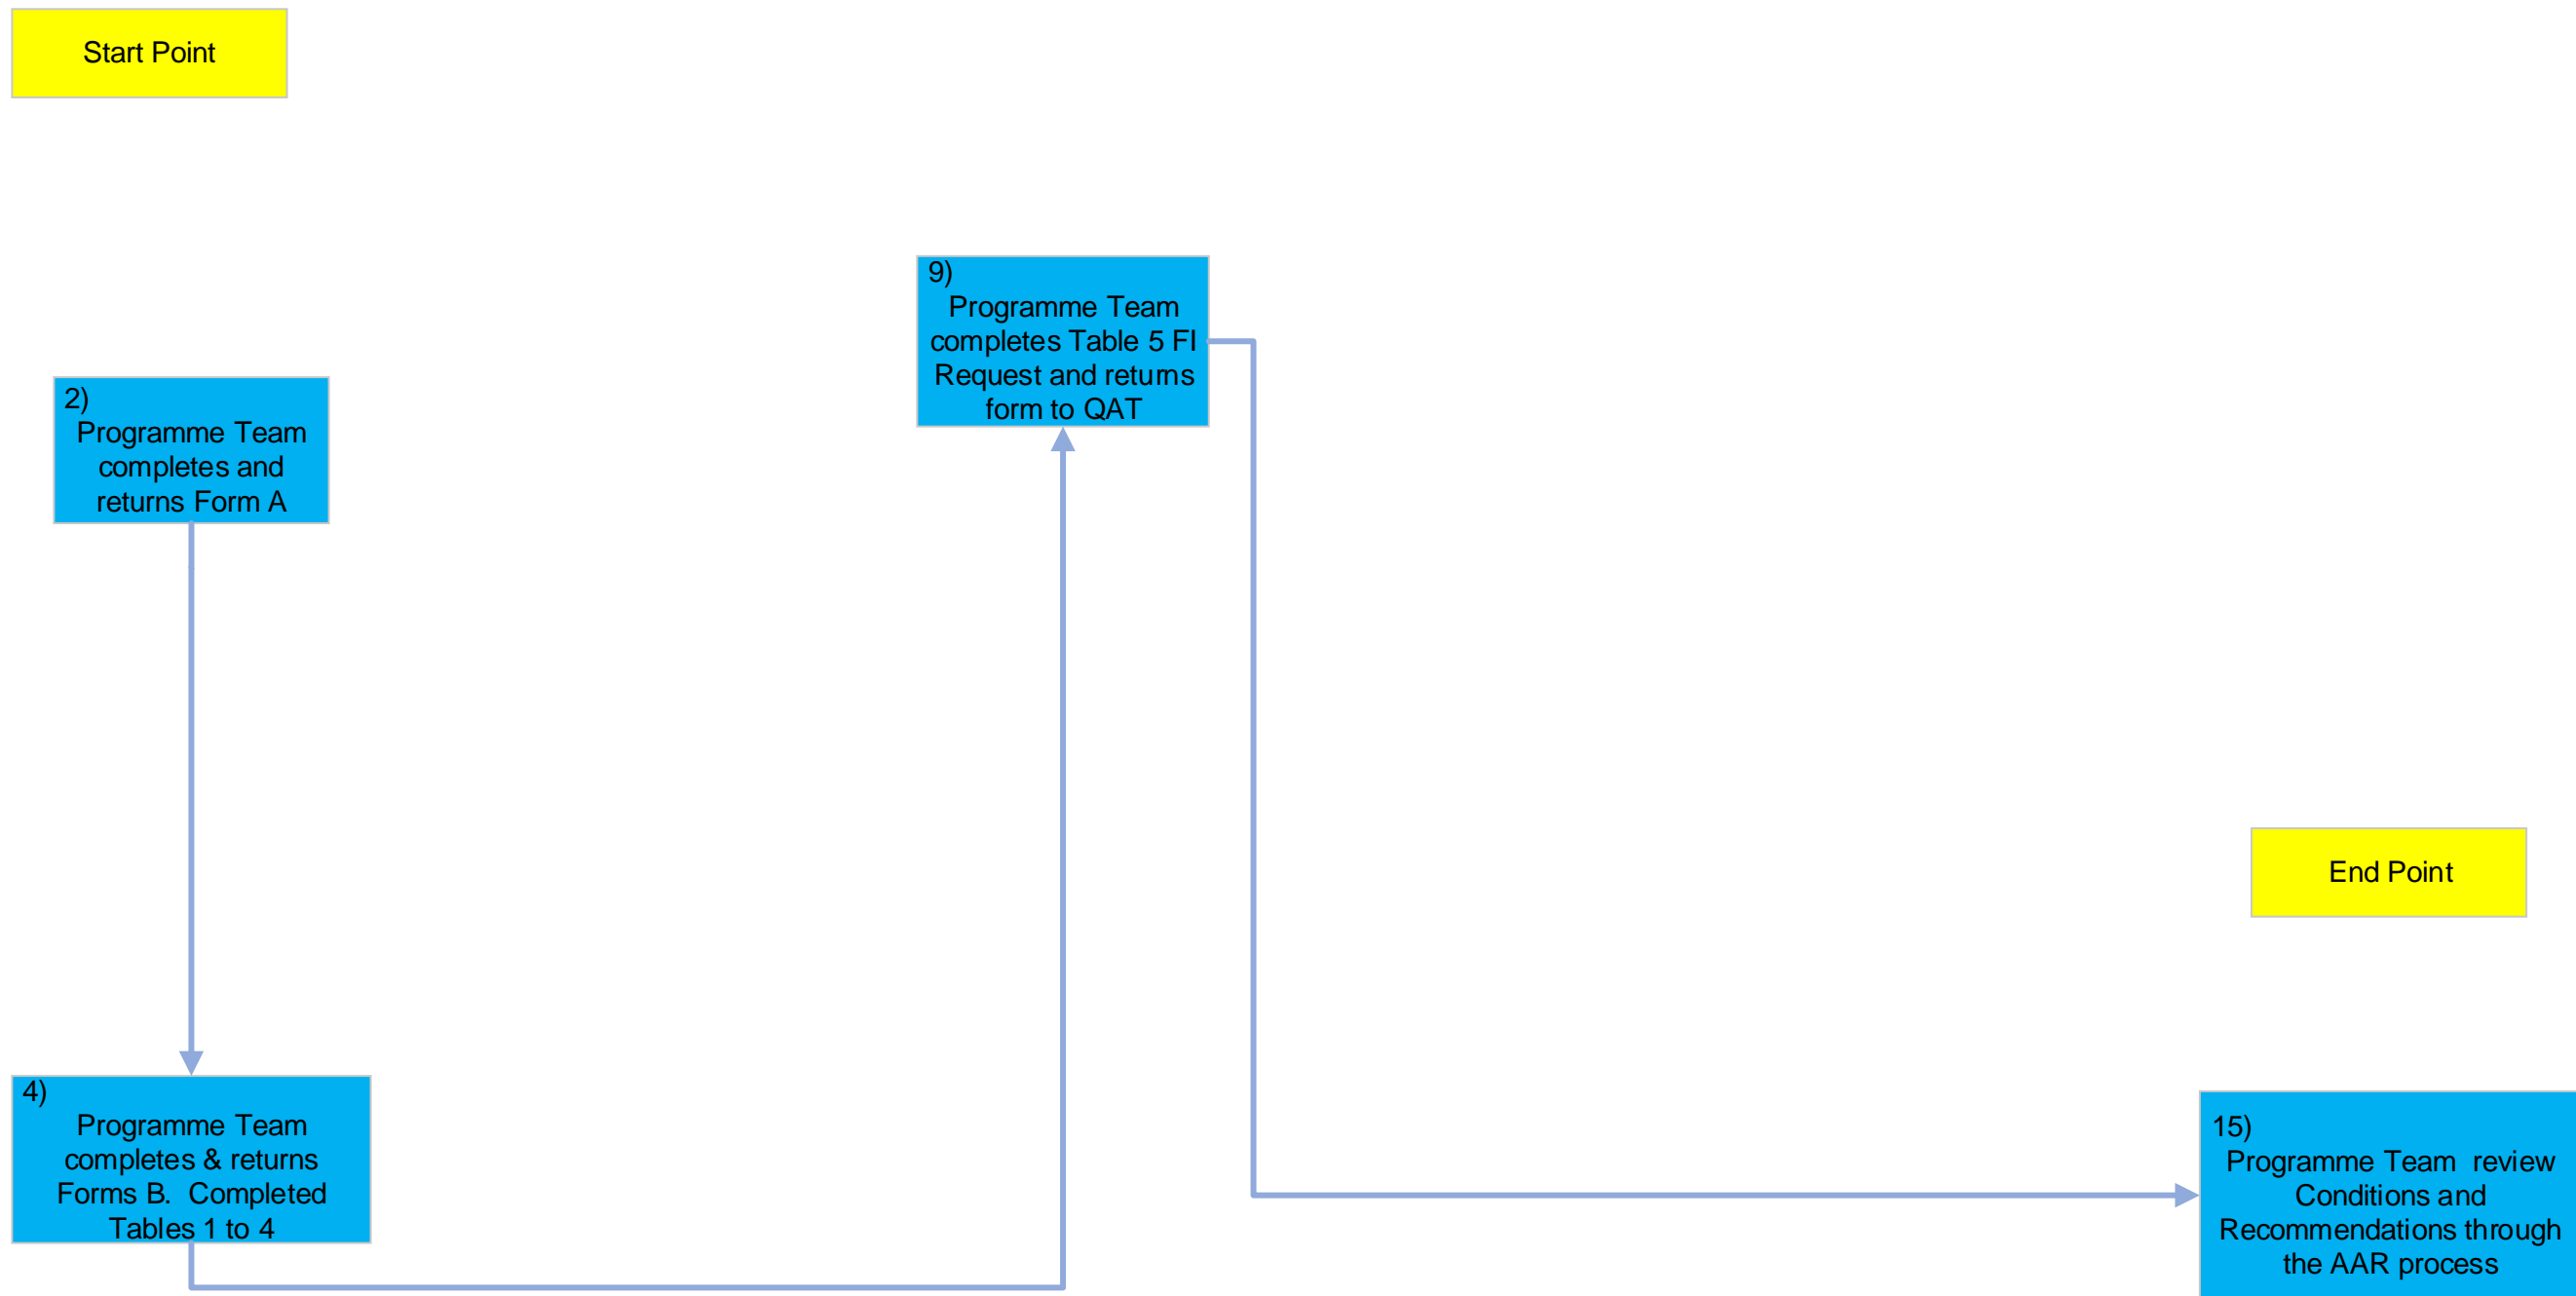 Start Point
2)
Programme Team
completes and
returns Form A
4)
Programme Team
completes & returns
Forms B.  Completed
Tables 1 to 4
9)
Programme Team
completes Table 5 FI
Request and returns
form to QAT
End Point
15)
Programme Team  review
Conditions and
Recommendations through
the AAR process